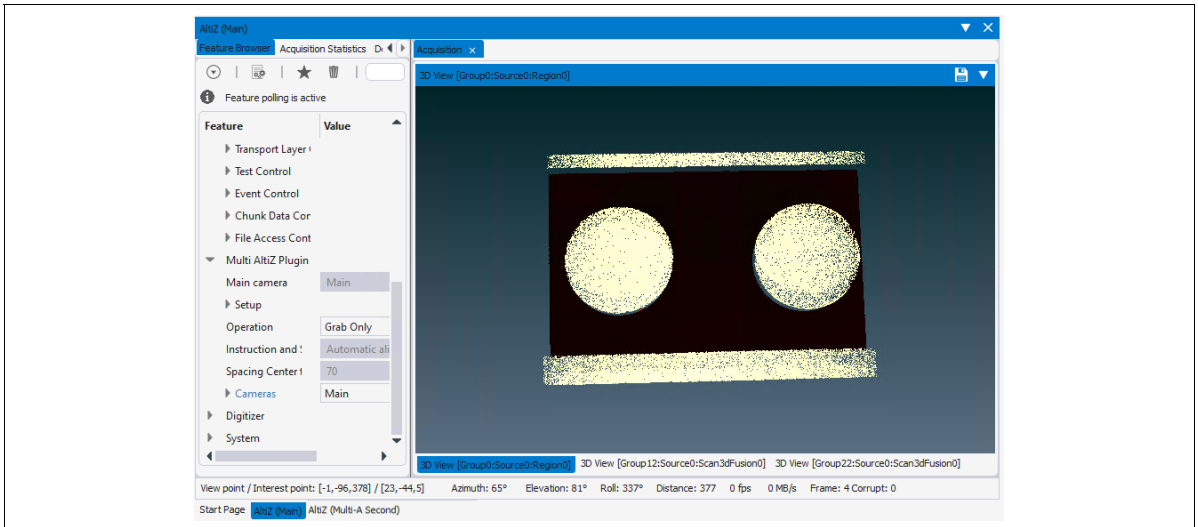 AltiZ (Main)
Feature Browser Acquisition Statistics
Acquisition
3D View [Group0:Source0:Region0]
Feature polling is active
Feature Value
Transport Layer
Test Control
Event Control
Chunk Data Cor
File Access Cont
Multi AltiZ Plugin
Main camera Main
Setup
Operation Grab Only
Instruction and Automatic ali
Spacing Center 70
Cameras Main
Digitizer
System
3D View [Group0:Source0:Region0] 3D View [Group12:Source0:Scan3dFusion0] 3D View [Group22:Source0:Scan3dFusion0]
View point / Interest point: [-1,-96,378] / [23,-44,5] Azimuth: 65° Elevation: 81° Roll: 337° Distance: 377 0 fps 0 MB/s Frame: 4 Corrupt: 0
Start Page AltiZ (Main) AltiZ (Multi-A Second)